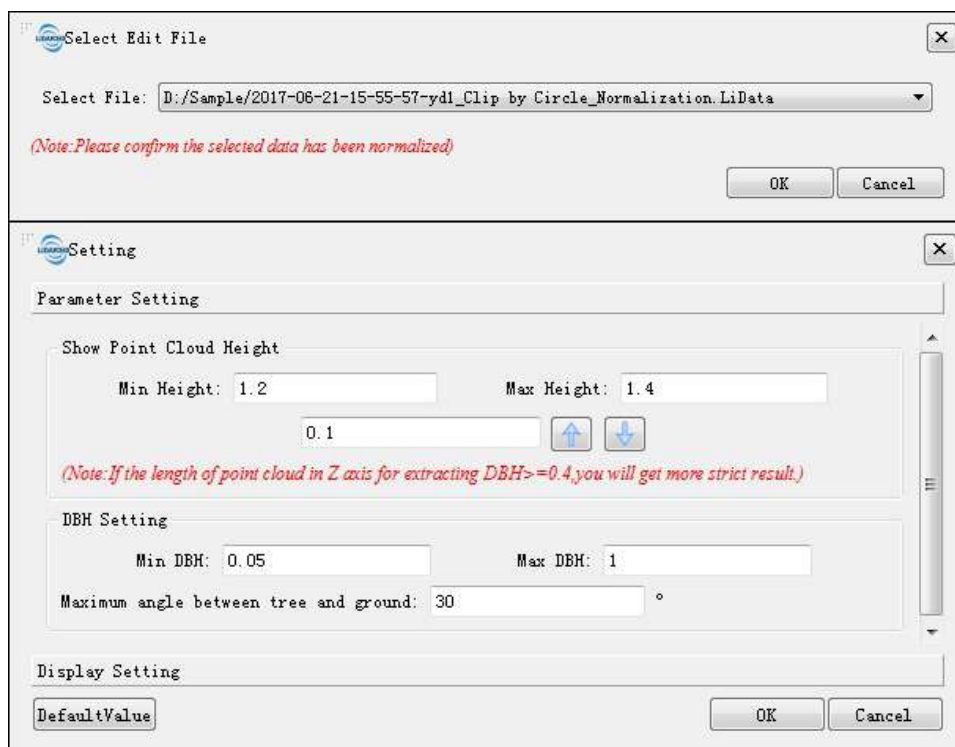 Select Edit File
Select File: D:/Sample/2017-06-21-15-55-57-yd1_Clip by Circle_Normalization.LiData
(Note:Please confirm the selected data has been normalized)
OK Cancel
Setting
Parameter Setting
Show Point Cloud Height
Min Height: 1.2 Max Height: 1.4
0.1
(Note:If the length of point cloud in Z axis for extracting DBH>=0.4,you will get more strict result.)
DBH Setting
Min DBH: 0.05 Max DBH: 1
Maximum angle between tree and ground: 30 °
Display Setting
DefaultValue OK Cancel